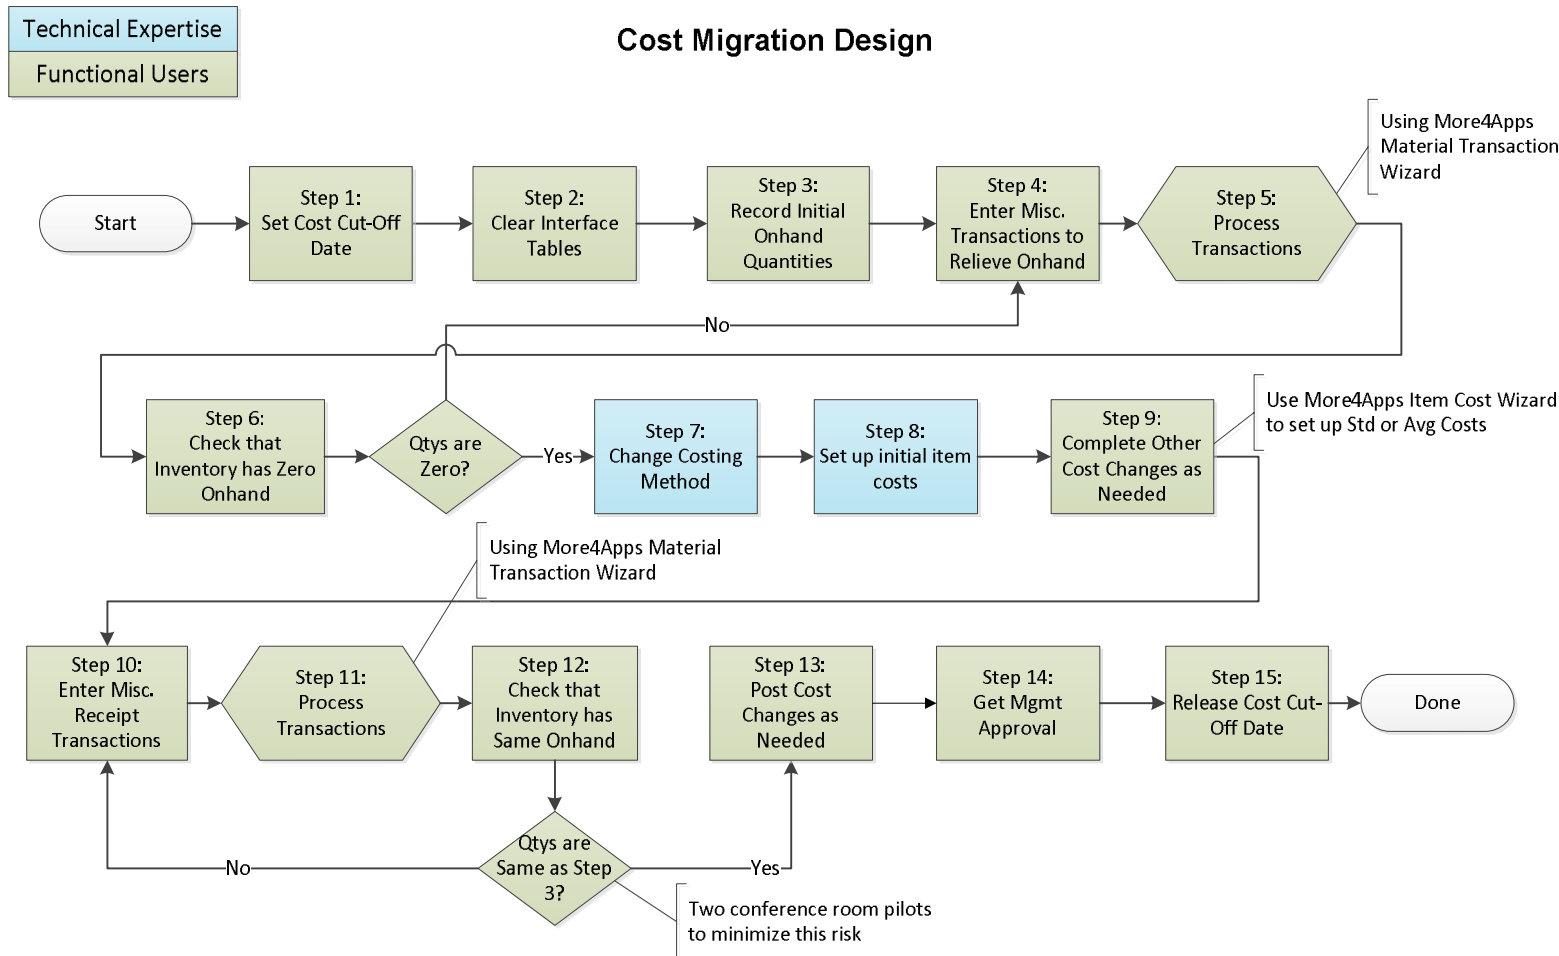 Technical Expertise
Functional Users
Cost Migration Design
Using More4Apps
Material Transaction
Wizard
Start
Step 1:
Set Cost Cut-Off
Date
Step 2:
Clear Interface
Tables
Step 3:
Record Initial
Onhand
Quantities
Step 4:
Enter Misc.
Transactions to
Relieve Onhand
Step 5:
Process
Transactions
No
Step 6:
Check that
Inventory has Zero
Onhand
Qtys are
Zero?
Yes
Step 7:
Change Costing
Method
Step 8:
Set up initial item
costs
Step 9:
Complete Other
Cost Changes as
Needed
Use More4Apps Item Cost Wizard
to set up Std or Avg Costs
Using More4Apps Material
Transaction Wizard
Step 10:
Enter Misc.
Receipt
Transactions
Step 11:
Process
Transactions
Step 12:
Check that
Inventory has
Same Onhand
Step 13:
Post Cost
Changes as
Needed
Step 14:
Get Mgmt
Approval
Step 15:
Release Cost Cut-
Off Date
Done
No
Qtys are
Same as Step
3?
Yes
Two conference room pilots
to minimize this risk